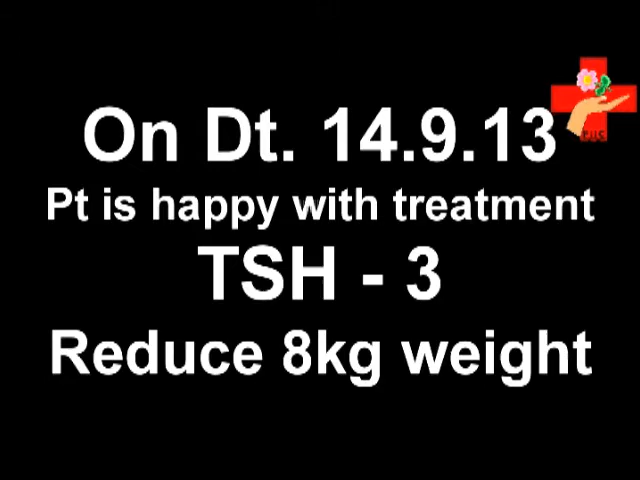 On Dt. 14.9.13
Pt is happy with treatment
TSH - 3
Reduce 8kg weight